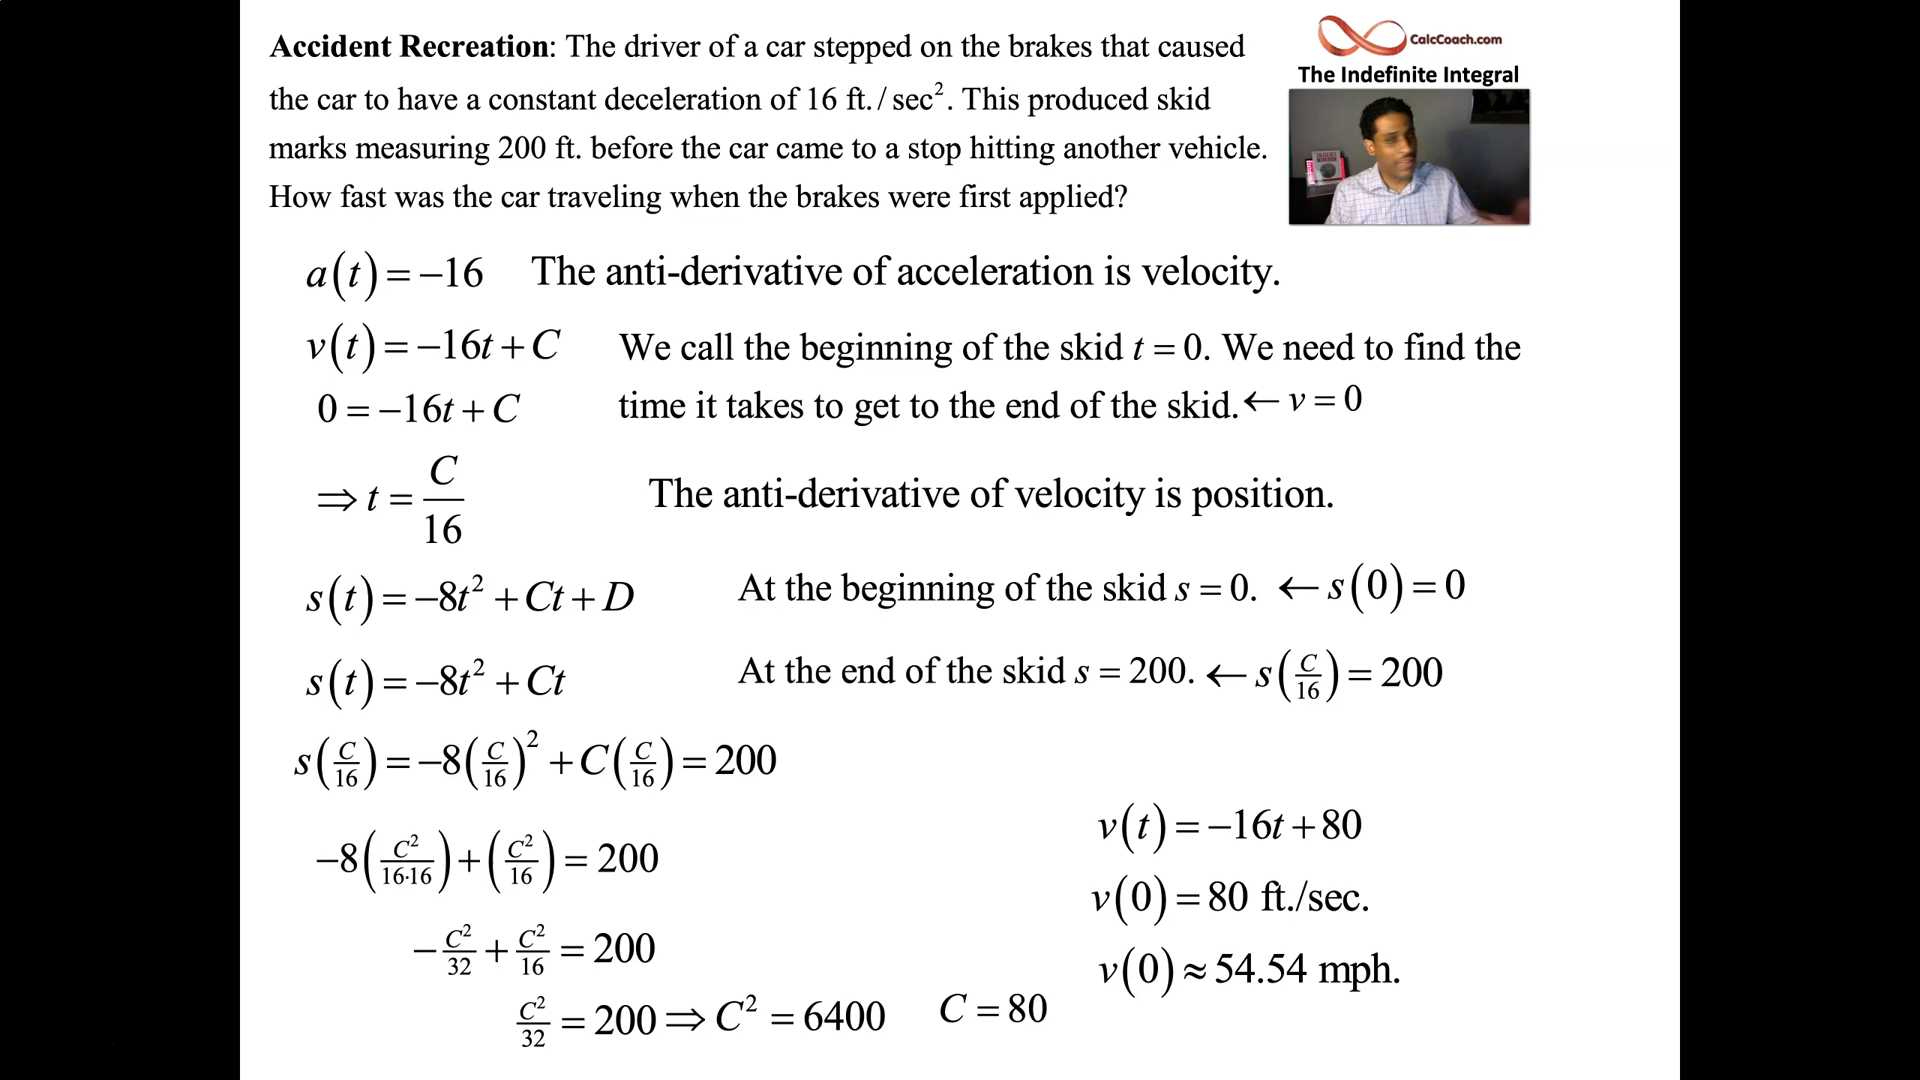 Accident Recreation: The driver of a car stepped on the brakes that caused
the car to have a constant deceleration of 16 ft./sec². This produced skid
marks measuring 200 ft. before the car came to a stop hitting another vehicle.
How fast was the car traveling when the brakes were first applied?
CalcCoach.com
The Indefinite Integral
a(t) = −16 The anti-derivative of acceleration is velocity.
v(t) = −16t + C We call the beginning of the skid t = 0. We need to find the
0 = −16t + C time it takes to get to the end of the skid. ← v = 0
⇒ t = C/16 The anti-derivative of velocity is position.
s(t) = −8t² + Ct + D At the beginning of the skid s = 0. ← s(0) = 0
s(t) = −8t² + Ct At the end of the skid s = 200. ← s(C/16) = 200
s(C/16) = −8(C/16)² + C(C/16) = 200
−8(C²/16·16) + (C²/16) = 200
−C²/32 + C²/16 = 200
C²/32 = 200 ⇒ C² = 6400 C = 80
v(t) = −16t + 80
v(0) = 80 ft./sec.
v(0) ≈ 54.54 mph.